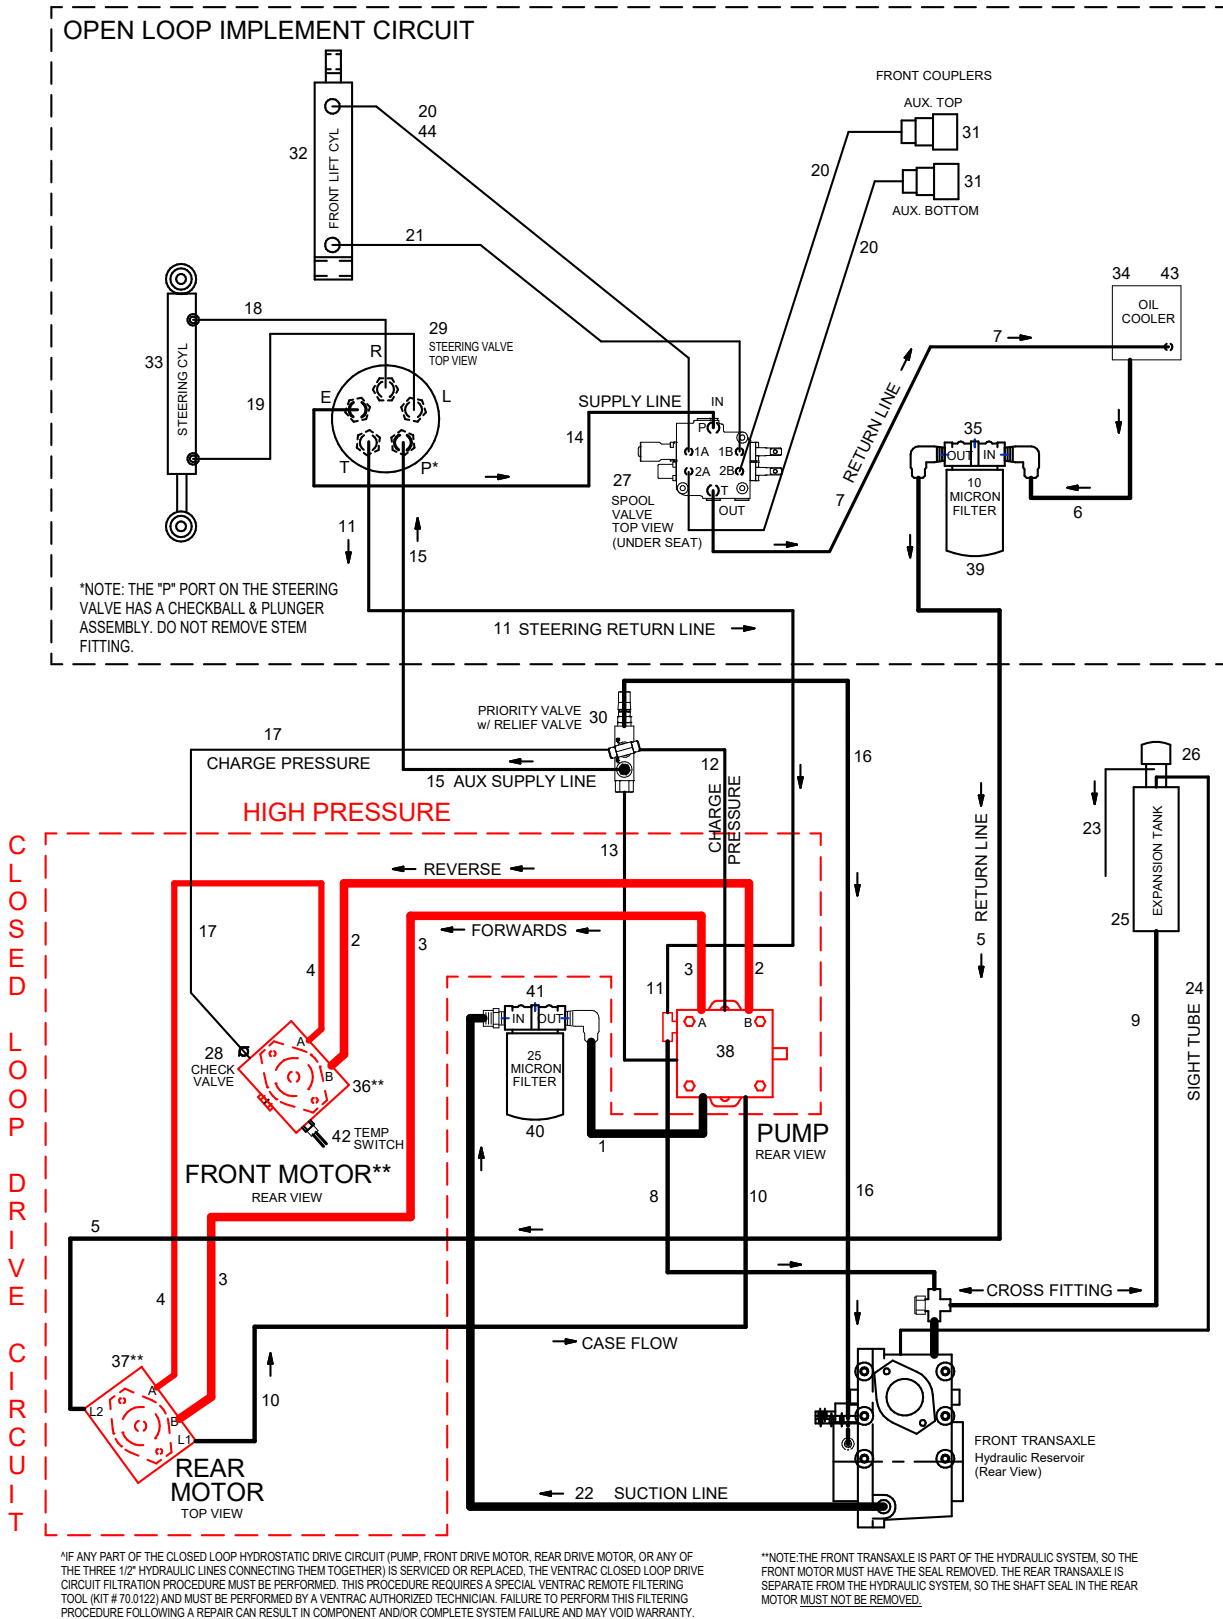 OPEN LOOP IMPLEMENT CIRCUIT
FRONT COUPLERS
AUX. TOP
31
20
44
32
FRONT LIFT CYL
20
31
AUX. BOTTOM
21
20
34 43
OIL
COOLER
18
29
STEERING VALVE
TOP VIEW
33
STEERING CYL
R
E
L
T
P*
19
7
7 RETURN LINE
SUPPLY LINE
IN
14
P
1A
1B
2A
2B
T
OUT
27
SPOOL
VALVE
TOP VIEW
(UNDER SEAT)
35
OUT IN
10
MICRON
FILTER
39
6
11
15
*NOTE: THE "P" PORT ON THE STEERING
VALVE HAS A CHECKBALL & PLUNGER
ASSEMBLY. DO NOT REMOVE STEM
FITTING.
11 STEERING RETURN LINE
PRIORITY VALVE
w/ RELIEF VALVE
30
17
CHARGE PRESSURE
15 AUX SUPPLY LINE
12
16
26
23
EXPANSION TANK
25
HIGH PRESSURE
CLOSED LOOP DRIVE CIRCUIT
13
CHARGE
PRESSURE
REVERSE
FORWARDS
17
4
2
3
5 RETURN LINE
3
2
11
41
IN OUT
25
MICRON
FILTER
40
A
B
38
9
24
SIGHT TUBE
28
CHECK
VALVE
A
B
36**
42 TEMP
SWITCH
FRONT MOTOR**
REAR VIEW
1
PUMP
REAR VIEW
8
10
16
5
4
3
CROSS FITTING
CASE FLOW
37**
A
B
L2
L1
10
REAR
MOTOR
TOP VIEW
22 SUCTION LINE
FRONT TRANSAXLE
Hydraulic Reservoir
(Rear View)
^IF ANY PART OF THE CLOSED LOOP HYDROSTATIC DRIVE CIRCUIT (PUMP, FRONT DRIVE MOTOR, REAR DRIVE MOTOR, OR ANY OF
THE THREE 1/2" HYDRAULIC LINES CONNECTING THEM TOGETHER) IS SERVICED OR REPLACED, THE VENTRAC CLOSED LOOP DRIVE
CIRCUIT FILTRATION PROCEDURE MUST BE PERFORMED. THIS PROCEDURE REQUIRES A SPECIAL VENTRAC REMOTE FILTERING
TOOL (KIT # 70.0122) AND MUST BE PERFORMED BY A VENTRAC AUTHORIZED TECHNICIAN. FAILURE TO PERFORM THIS FILTERING
PROCEDURE FOLLOWING A REPAIR CAN RESULT IN COMPONENT AND/OR COMPLETE SYSTEM FAILURE AND MAY VOID WARRANTY.
**NOTE:THE FRONT TRANSAXLE IS PART OF THE HYDRAULIC SYSTEM, SO THE
FRONT MOTOR MUST HAVE THE SEAL REMOVED. THE REAR TRANSAXLE IS
SEPARATE FROM THE HYDRAULIC SYSTEM, SO THE SHAFT SEAL IN THE REAR
MOTOR MUST NOT BE REMOVED.